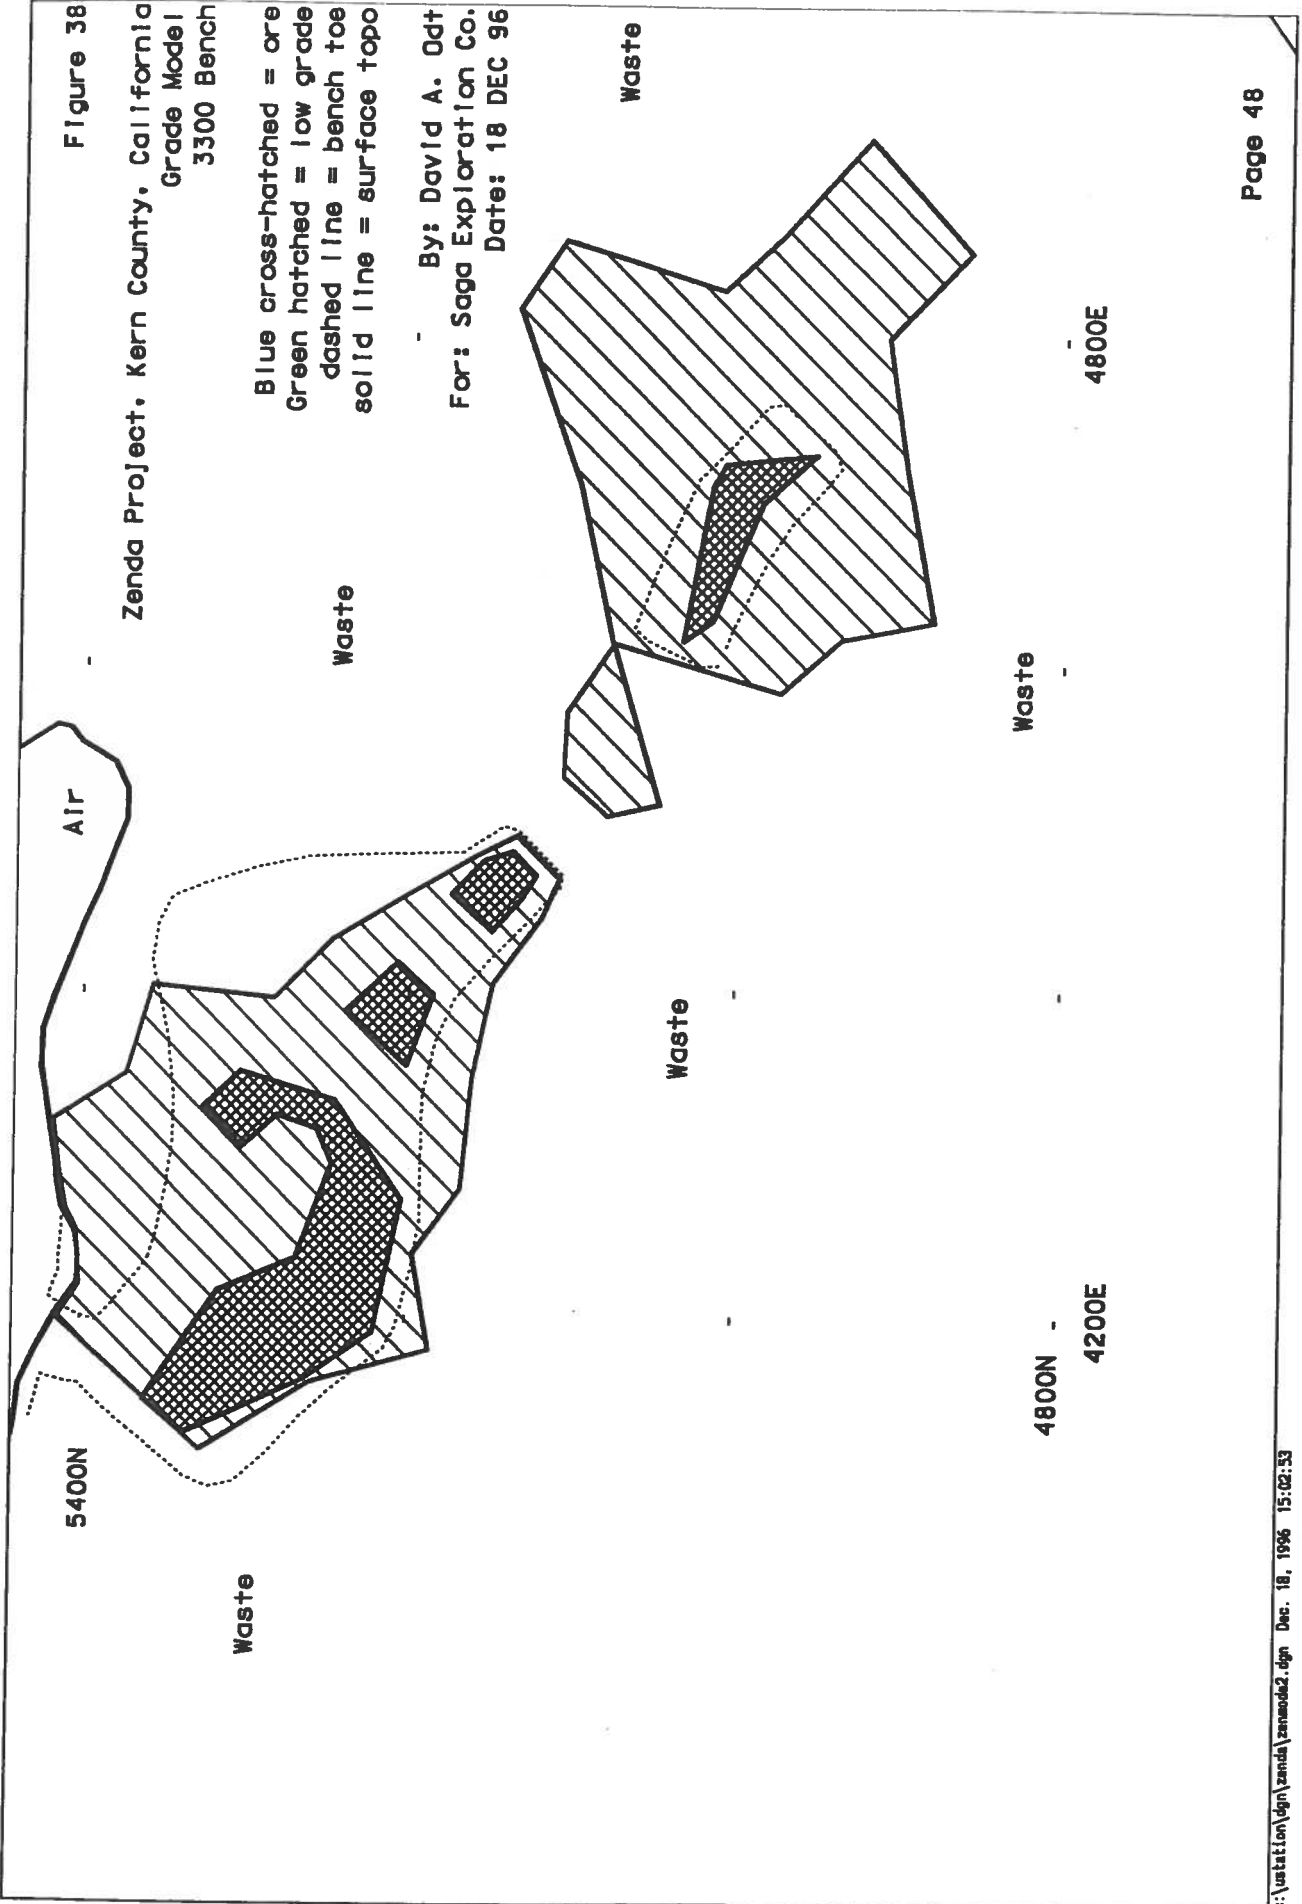 Figure 38
Zenda Project, Kern County, California
Grade Model
3300 Bench
Blue cross-hatched = ore
Green hatched = low grade
dashed line = bench toe
solid line = surface topo
By: David A. Odt
For: Saga Exploration Co.
Date: 18 DEC 96
Air
5400N
Waste
Waste
Waste
Waste
Waste
4800N
4200E
4800E
Page 48
:\ustation\dgn\zenda\zenmode2.dgn Dec. 18, 1996 15:02:53